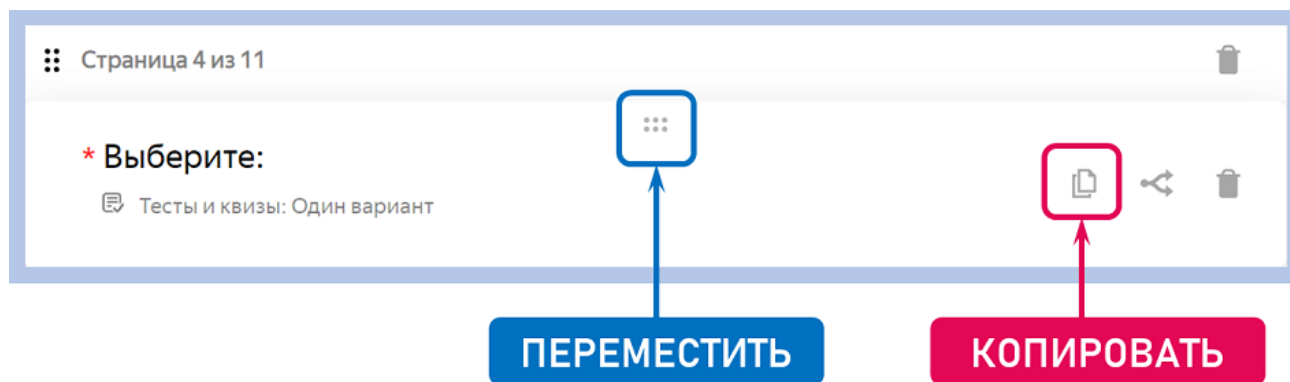 Страница 4 из 11
* Выберите:
Тесты и квизы: Один вариант
ПЕРЕМЕСТИТЬ
КОПИРОВАТЬ